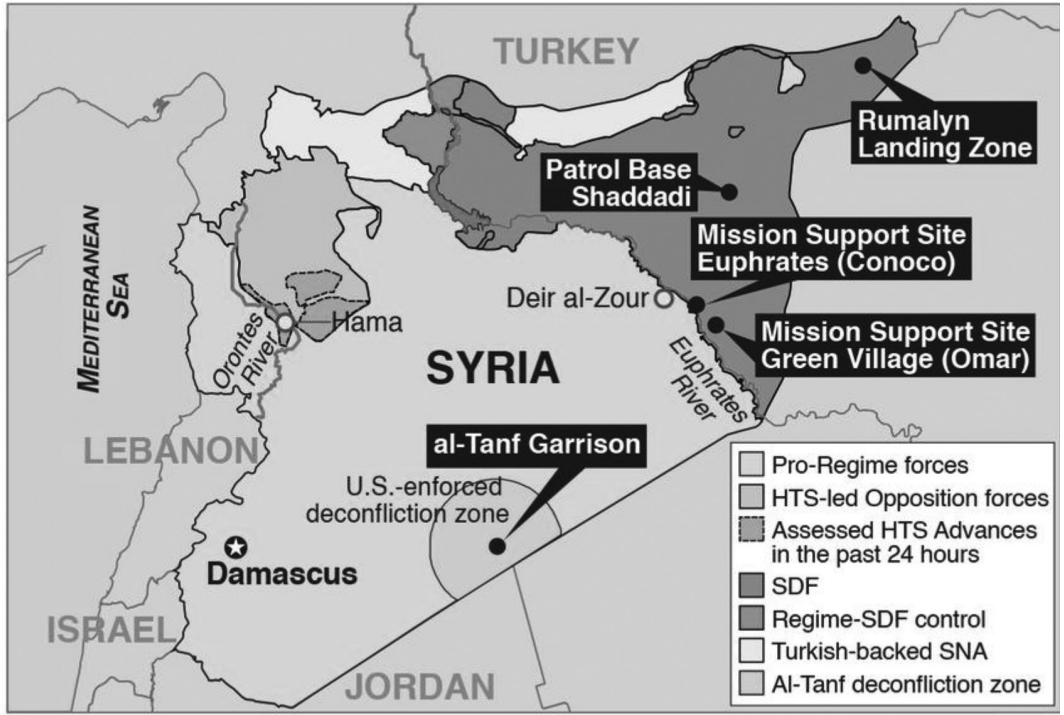 TURKEY
Rumalyn
Landing Zone
Patrol Base
Shaddadi
Mission Support Site
Euphrates (Conoco)
MEDITERRANEAN
SEA
Deir al-Zour
Hama
Mission Support Site
Green Village (Omar)
Orontes
River
SYRIA
Euphrates
River
LEBANON
al-Tanf Garrison
U.S.-enforced
deconfliction zone
Damascus
ISRAEL
JORDAN
Pro-Regime forces
HTS-led Opposition forces
Assessed HTS Advances
in the past 24 hours
SDF
Regime-SDF control
Turkish-backed SNA
Al-Tanf deconfliction zone